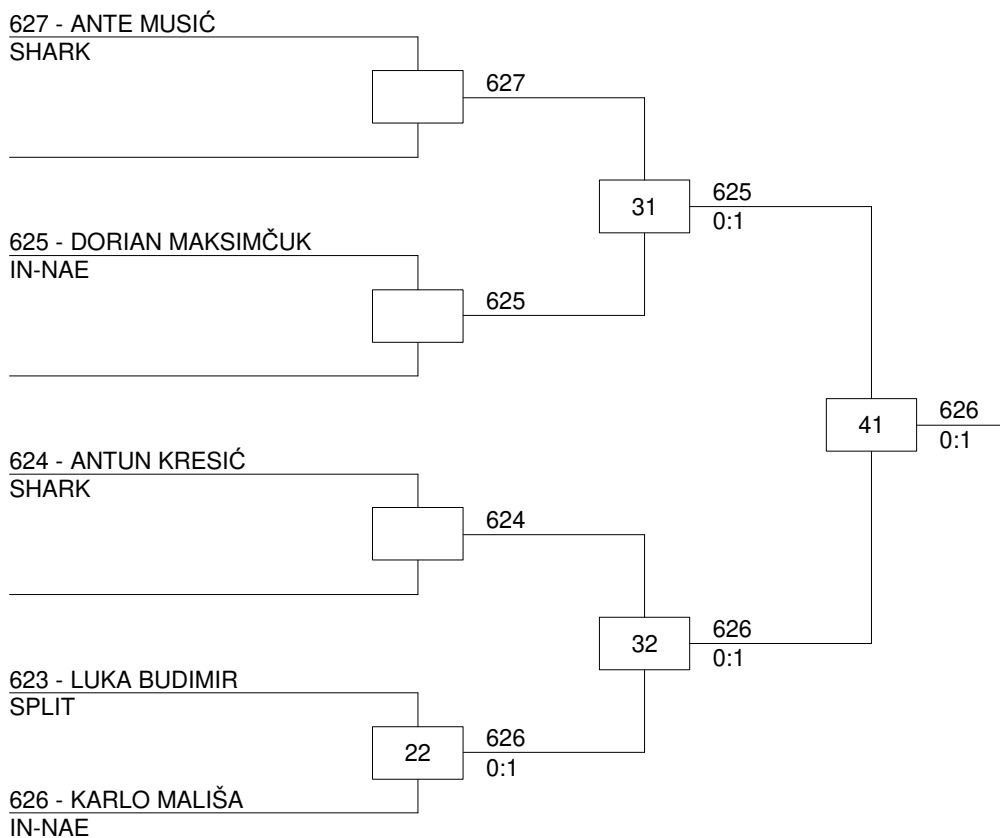 627 - ANTE MUSIĆ
SHARK
627
31
625
0:1
625 - DORIAN MAKSIMČUK
IN-NAE
625
41
626
0:1
624 - ANTUN KRESIĆ
SHARK
624
32
626
0:1
623 - LUKA BUDIMIR
SPLIT
22
626
0:1
626 - KARLO MALIŠA
IN-NAE